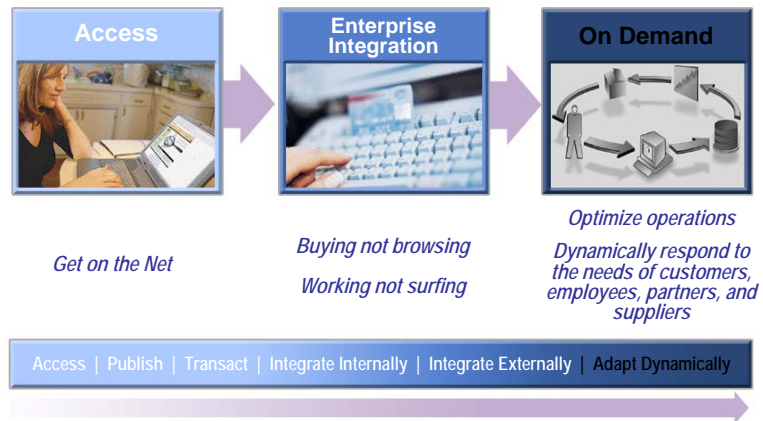 Access
Enterprise
Integration
On Demand
Get on the Net
Buying not browsing
Working not surfing
Optimize operations
Dynamically respond to
the needs of customers,
employees, partners, and
suppliers
Access | Publish | Transact | Integrate Internally | Integrate Externally | Adapt Dynamically